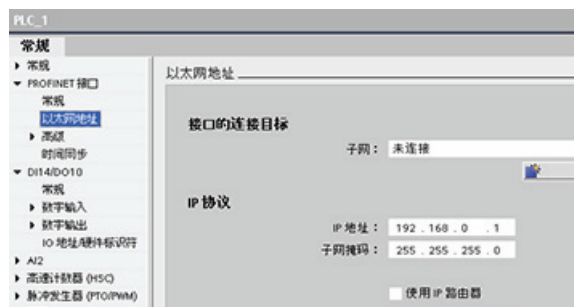 PLC_1
常规
常规
PROFINET 接口
常规
以太网地址
高级
时间同步
DI14/DO10
常规
数字输入
数字输出
IO 地址/硬件标识符
AI2
高速计数器 (HSC)
脉冲发生器 (PTO/PWM)
以太网地址
接口的连接目标
子网： 未连接
IP 协议
IP 地址： 192 . 168 . 0 . 1
子网掩码： 255 . 255 . 255 . 0
使用 IP 路由器